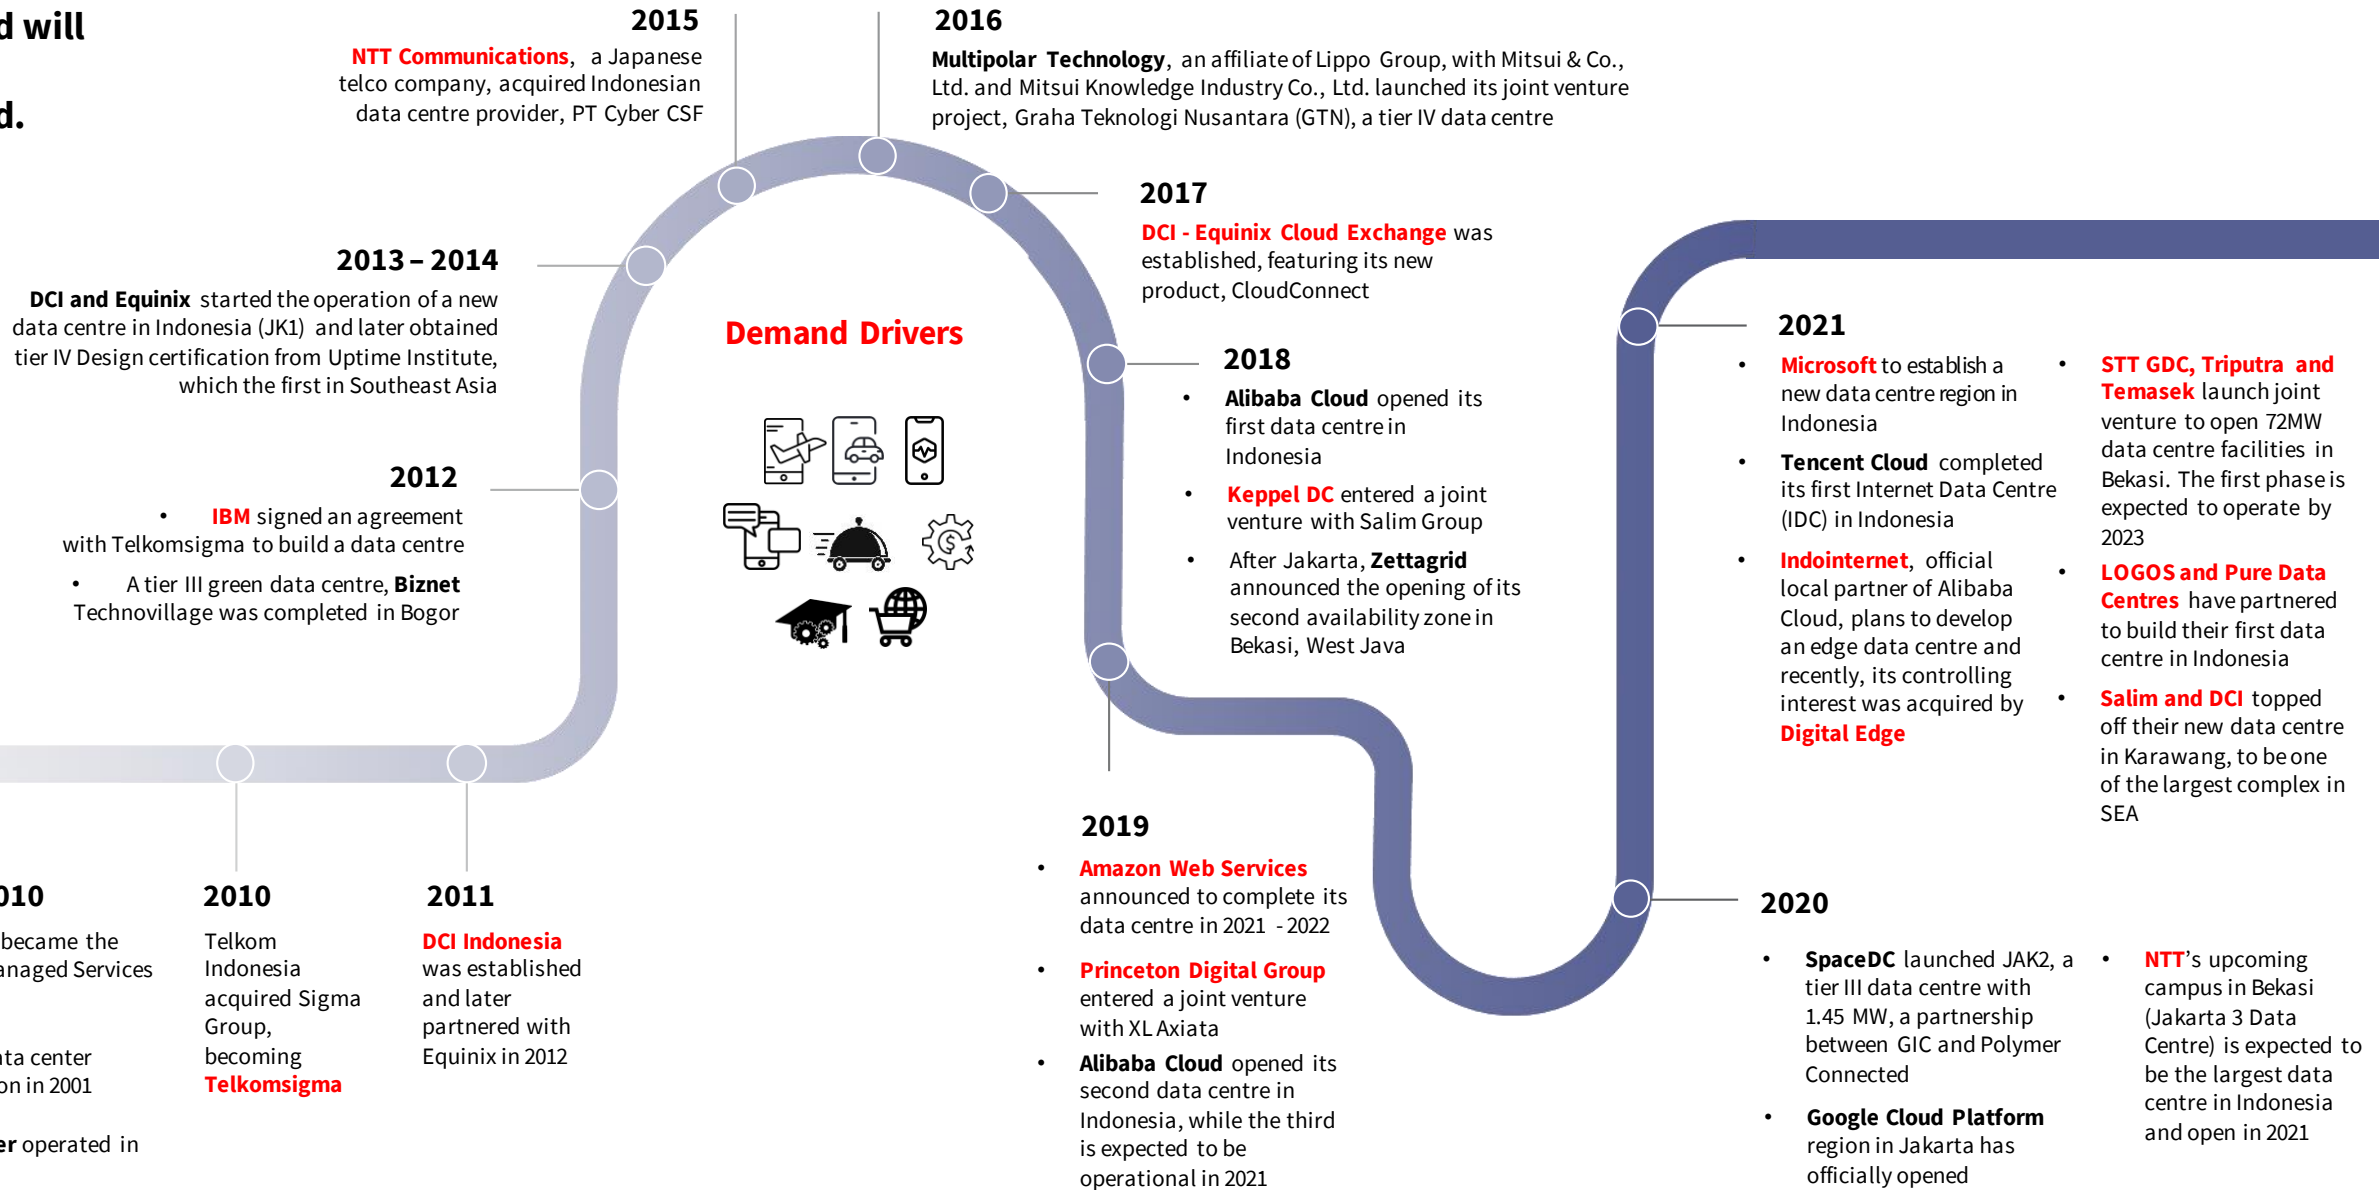 will
2015
NTT Communications, a Japanese
telco company, acquired Indonesian
data centre provider, PT Cyber CSF
2016
Multipolar Technology, an affiliate of Lippo Group, with Mitsui & Co.,
Ltd. and Mitsui Knowledge Industry Co., Ltd. launched its joint venture
project, Graha Teknologi Nusantara (GTN), a tier IV data centre
2017
DCI - Equinix Cloud Exchange was
established, featuring its new
product, CloudConnect
2013 – 2014
DCI and Equinix started the operation of a new
data centre in Indonesia (JK1) and later obtained
tier IV Design certification from Uptime Institute,
which the first in Southeast Asia
Demand Drivers
2018
• Alibaba Cloud opened its
first data centre in
Indonesia
• Keppel DC entered a joint
venture with Salim Group
• After Jakarta, Zettagrid
announced the opening of its
second availability zone in
Bekasi, West Java
2012
• IBM signed an agreement
with Telkomsigma to build a data centre
• A tier III green data centre, Biznet
Technovillage was completed in Bogor
2021
• Microsoft to establish a
new data centre region in
Indonesia
• Tencent Cloud completed
its first Internet Data Centre
(IDC) in Indonesia
• Indointernet, official
local partner of Alibaba
Cloud, plans to develop
an edge data centre and
recently, its controlling
interest was acquired by
Digital Edge
• STT GDC, Triputra and
Temasek launch joint
venture to open 72MW
data centre facilities in
Bekasi. The first phase is
expected to operate by
2023
• LOGOS and Pure Data
Centres have partnered
to build their first data
centre in Indonesia
• Salim and DCI topped
off their new data centre
in Karawang, to be one
of the largest complex in
SEA
became the
Services
center
in 2001
operated in
2010
Telkom
Indonesia
acquired Sigma
Group,
becoming
Telkomsigma
2011
DCI Indonesia
was established
and later
partnered with
Equinix in 2012
2019
• Amazon Web Services
announced to complete its
data centre in 2021 - 2022
• Princeton Digital Group
entered a joint venture
with XL Axiata
• Alibaba Cloud opened its
second data centre in
Indonesia, while the third
is expected to be
operational in 2021
2020
• SpaceDC launched JAK2, a
tier III data centre with
1.45 MW, a partnership
between GIC and Polymer
Connected
• Google Cloud Platform
region in Jakarta has
officially opened
• NTT's upcoming
campus in Bekasi
(Jakarta 3 Data
Centre) is expected to
be the largest data
centre in Indonesia
and open in 2021